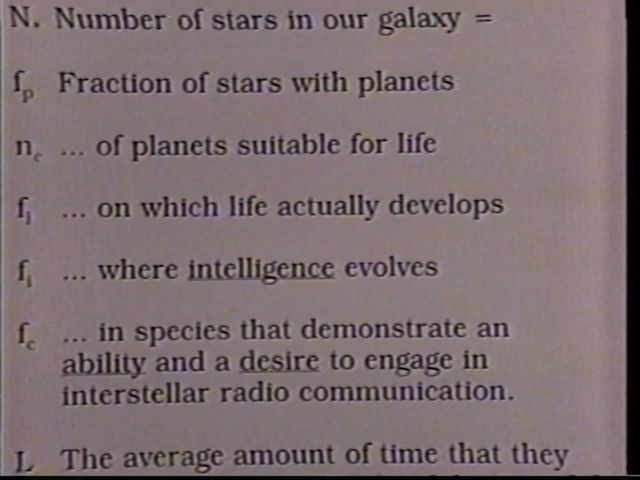 N. Number of stars in our galaxy =
fp Fraction of stars with planets
nc ... of planets suitable for life
fl ... on which life actually develops
fi ... where intelligence evolves
fc ... in species that demonstrate an
ability and a desire to engage in
interstellar radio communication.
L The average amount of time that they